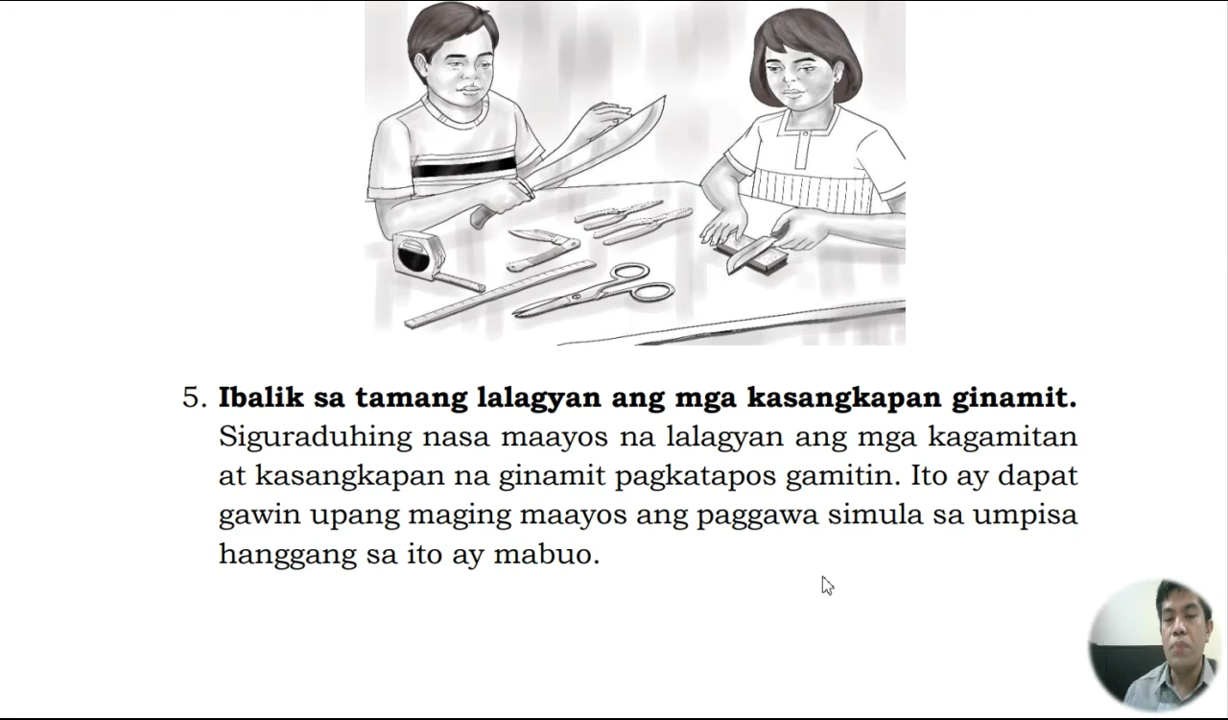 5. Ibalik sa tamang lalagyan ang mga kasangkapan ginamit.
Siguraduhing nasa maayos na lalagyan ang mga kagamitan
at kasangkapan na ginamit pagkatapos gamitin. Ito ay dapat
gawin upang maging maayos ang paggawa simula sa umpisa
hanggang sa ito ay mabuo.